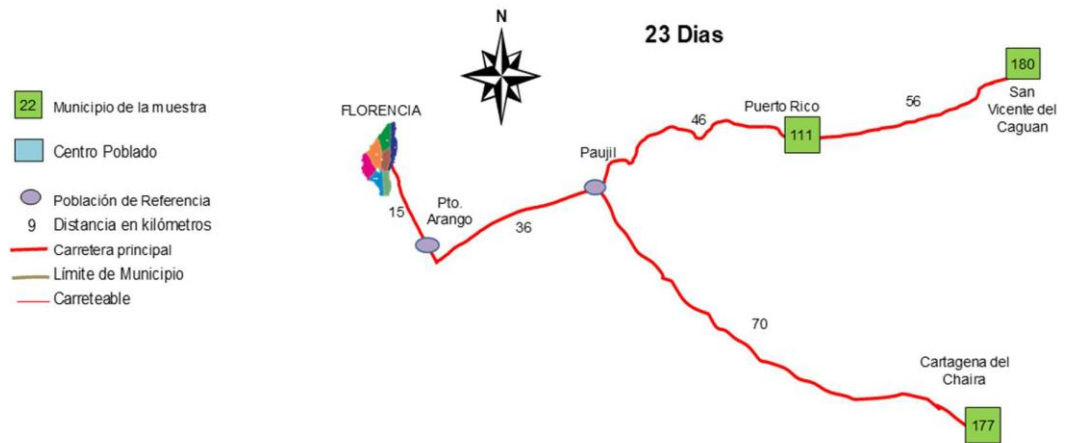 N
23 Dias
22 Municipio de la muestra
Centro Poblado
Población de Referencia
9 Distancia en kilómetros
Carretera principal
Límite de Municipio
Carreteable
FLORENCIA
15
Pto.
Arango
36
Paujil
46
Puerto Rico
111
56
180
San
Vicente del
Caguan
70
Cartagena del
Chaira
177